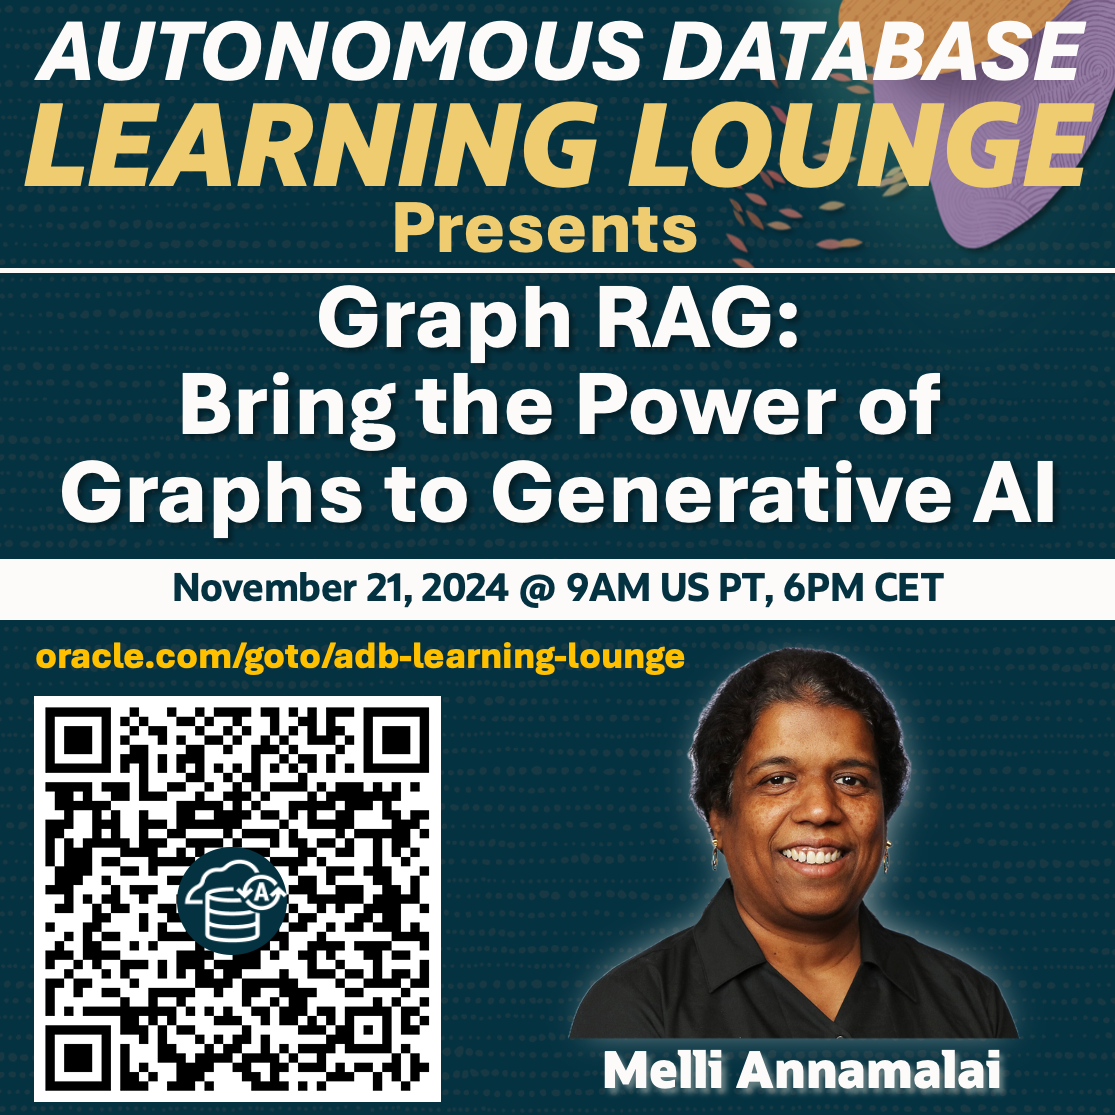 AUTONOMOUS DATABASE
LEARNING LOUNGE
Presents
Graph RAG:
Bring the Power of
Graphs to Generative AI
November 21, 2024 @ 9AM US PT, 6PM CET
oracle.com/goto/adb-learning-lounge
A
Melli Annamalai